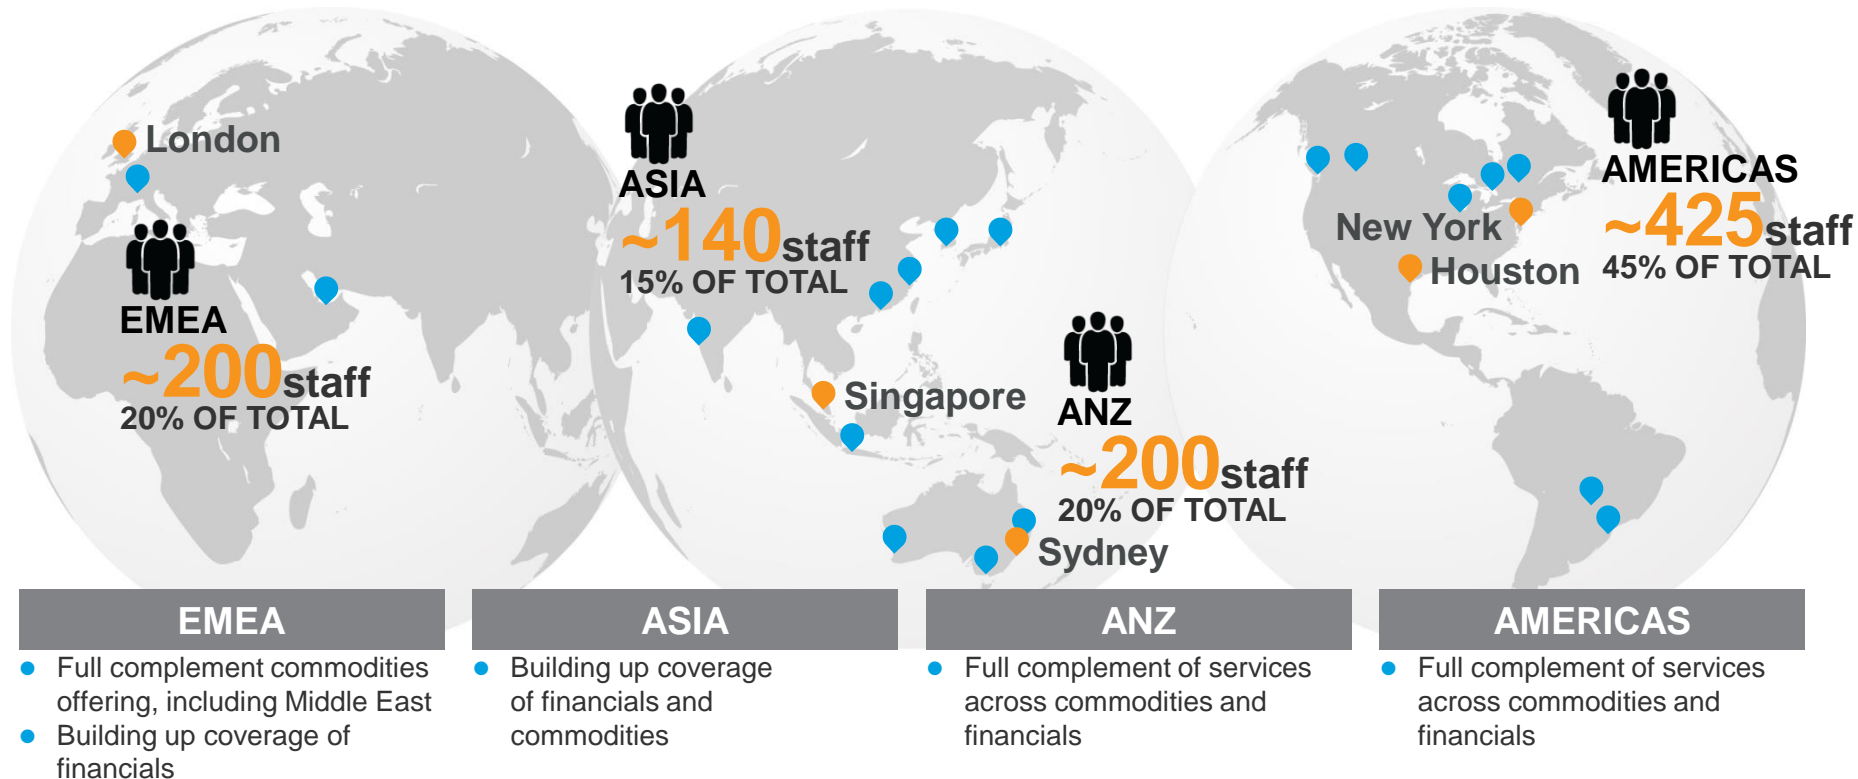 London
EMEA
~200staff
20% OF TOTAL
ASIA
~140staff
15% OF TOTAL
Singapore
ANZ
~200staff
20% OF TOTAL
Sydney
AMERICAS
~425staff
45% OF TOTAL
New York
Houston
EMEA
● Full complement commodities
offering, including Middle East
● Building up coverage of
financials
ASIA
● Building up coverage
of financials and
commodities
ANZ
● Full complement of services
across commodities and
financials
AMERICAS
● Full complement of services
across commodities and
financials